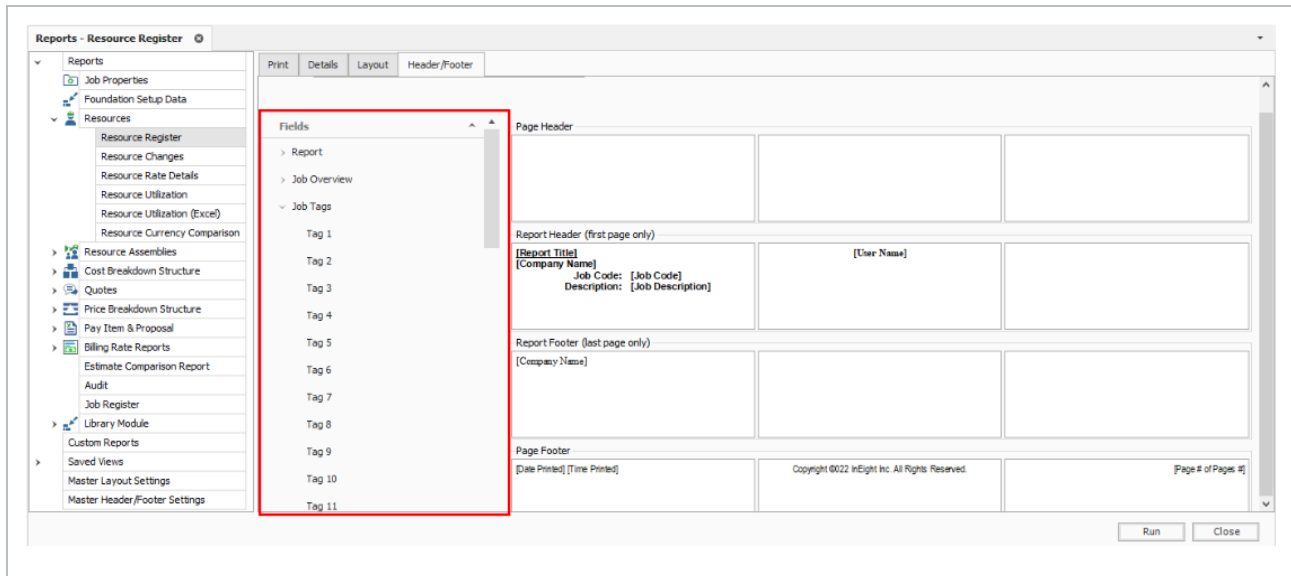 Reports - Resource Register
Reports
Job Properties
Foundation Setup Data
Resources
Resource Register
Resource Changes
Resource Rate Details
Resource Utilization
Resource Utilization (Excel)
Resource Currency Comparison
Resource Assemblies
Cost Breakdown Structure
Quotes
Price Breakdown Structure
Pay Item & Proposal
Billing Rate Reports
Estimate Comparison Report
Audit
Job Register
Library Module
Custom Reports
Saved Views
Master Layout Settings
Master Header/Footer Settings
Print Details Layout Header/Footer
Fields
Report
Job Overview
Job Tags
Tag 1
Tag 2
Tag 3
Tag 4
Tag 5
Tag 6
Tag 7
Tag 8
Tag 9
Tag 10
Tag 11
Page Header
Report Header (first page only)
[Report Title]
[Company Name]
Job Code: [Job Code]
Description: [Job Description]
[User Name]
Report Footer (last page only)
[Company Name]
Page Footer
[Date Printed] [Time Printed]
Copyright ©022 InEight Inc. All Rights Reserved.
[Page # of Pages #]
Run Close